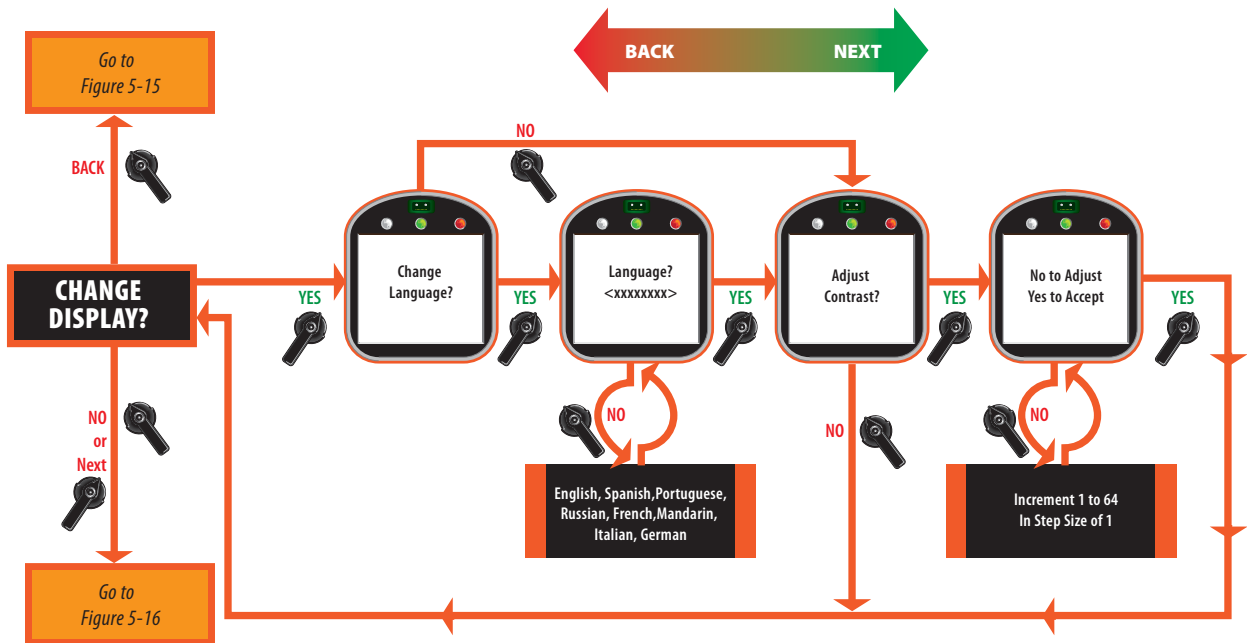 Go to
Figure 5-15
BACK NEXT
BACK
NO
CHANGE
DISPLAY?
YES
Change
Language?
YES
Language?
<xxxxxxxx>
YES
Adjust
Contrast?
YES
No to Adjust
Yes to Accept
YES
NO
or
Next
NO
NO
NO
English, Spanish,Portuguese,
Russian, French,Mandarin,
Italian, German
Increment 1 to 64
In Step Size of 1
Go to
Figure 5-16